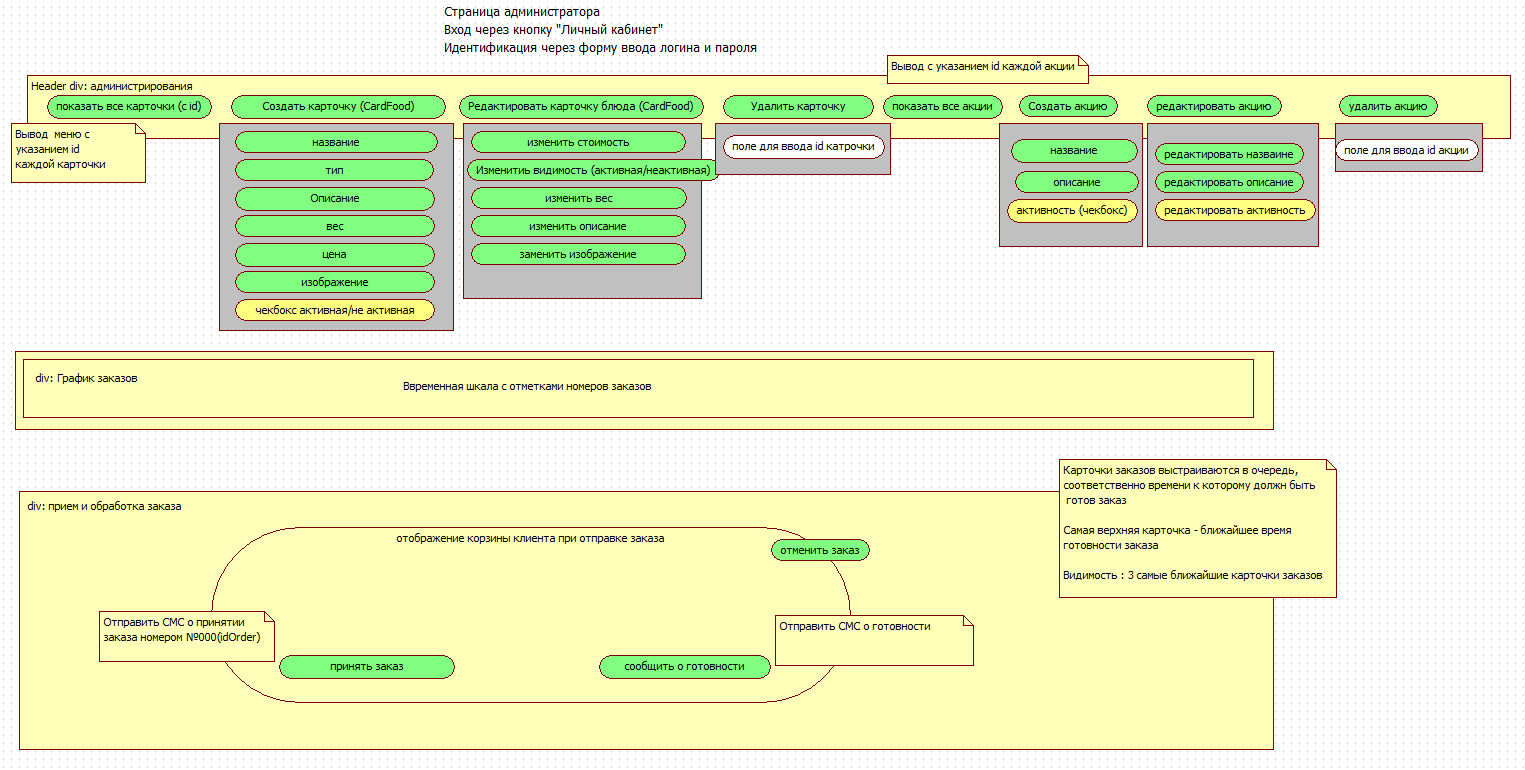 Страница администратора
Вход через кнопку "Личный кабинет"
Идентификация через форму ввода логина и пароля
Вывод с указанием id каждой акции
Header div: администрирования
показать все карточки (с id)
Создать карточку (CardFood)
Редактировать карточку блюда (CardFood)
Удалить карточку
показать все акции
Создать акцию
редактировать акцию
удалить акцию
Вывод меню с
указанием id
каждой карточки
название
тип
Описание
вес
цена
изображение
чекбокс активная/не активная
изменить стоимость
Изменитиь видимость (активная/неактивная)
изменить вес
изменить описание
заменить изображение
поле для ввода id катрочки
название
описание
активность (чекбокс)
редактировать назваине
редактировать описание
редактировать активность
поле для ввода id акции
div: График заказов
Ввременная шкала с отметками номеров заказов
Карточки заказов выстраиваются в очередь,
соответственно времени к которому должн быть
готов заказ
Самая верхняя карточка - ближайшее время
готовности заказа
Видимость : 3 самые ближайшие карточки заказов
div: прием и обработка заказа
отображение корзины клиента при отправке заказа
отменить заказ
Отправить СМС о принятии
заказа номером №000(idOrder)
Отправить СМС о готовности
принять заказ
сообщить о готовности